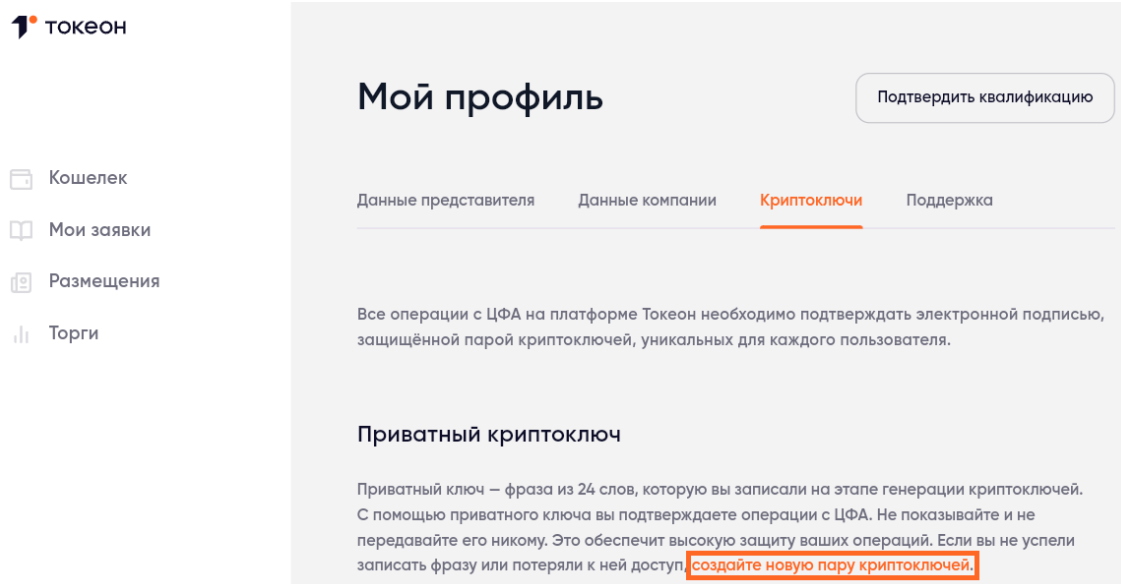 токеон
Мой профиль
Подтвердить квалификацию
Кошелек
Мои заявки
Размещения
Торги
Данные представителя
Данные компании
Криптоключи
Поддержка
Все операции с ЦФА на платформе Токеон необходимо подтверждать электронной подписью,
защищённой парой криптоключей, уникальных для каждого пользователя.
Приватный криптоключ
Приватный ключ — фраза из 24 слов, которую вы записали на этапе генерации криптоключей.
С помощью приватного ключа вы подтверждаете операции с ЦФА. Не показывайте и не
передавайте его никому. Это обеспечит высокую защиту ваших операций. Если вы не успели
записать фразу или потеряли к ней доступ, создайте новую пару криптоключей.